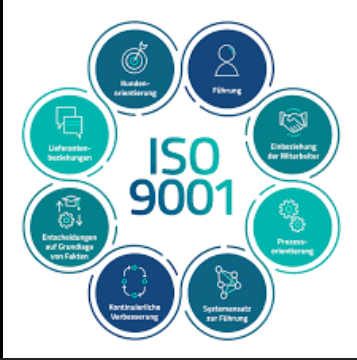 Kunden-
orientierung
Führung
Lieferanten-
beziehungen
ISO
9001
Einbeziehung
der Mitarbeiter
Entscheidungen
auf Grundlage
von Fakten
Prozess-
orientierung
Kontinuierliche
Verbesserung
Systemansatz
zur Führung